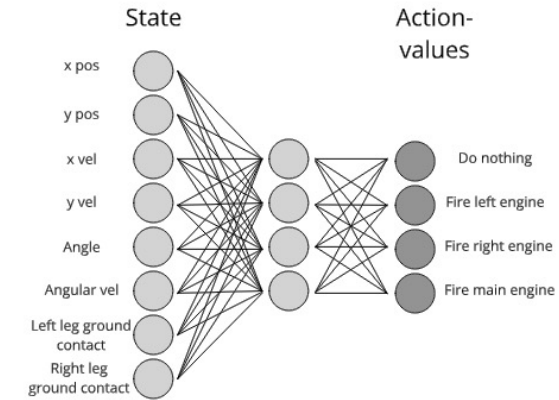 State
Action-
values
x pos
y pos
x vel
y vel
Angle
Angular vel
Left leg ground
contact
Right leg
ground contact
Do nothing
Fire left engine
Fire right engine
Fire main engine